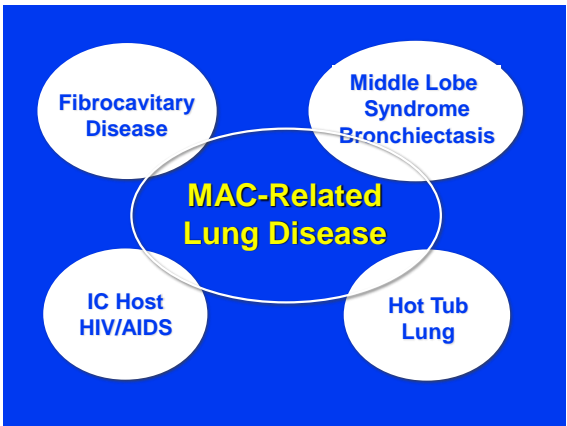 Fibrocavitary
Disease
Middle Lobe
Syndrome
Bronchiectasis
MAC-Related
Lung Disease
IC Host
HIV/AIDS
Hot Tub
Lung